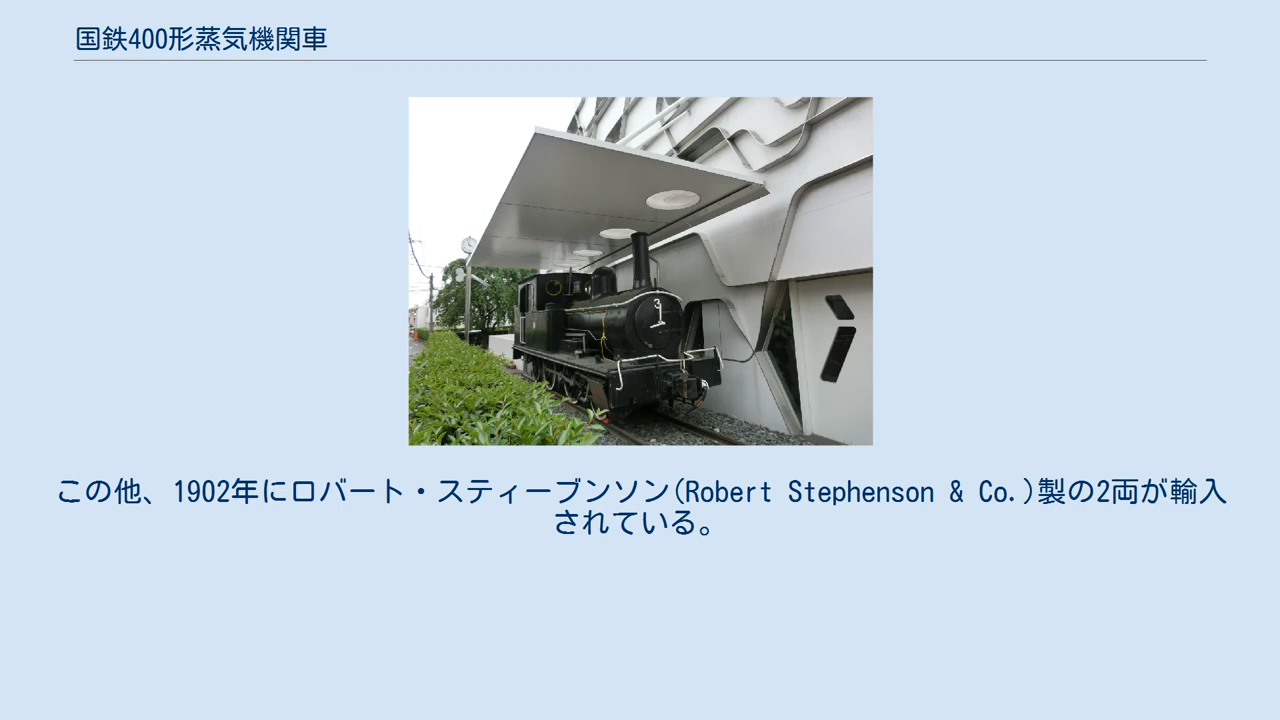 国鉄400形蒸気機関車
31
この他、1902年にロバート・スティーブンソン(Robert Stephenson & Co.)製の2両が輸入
されている。